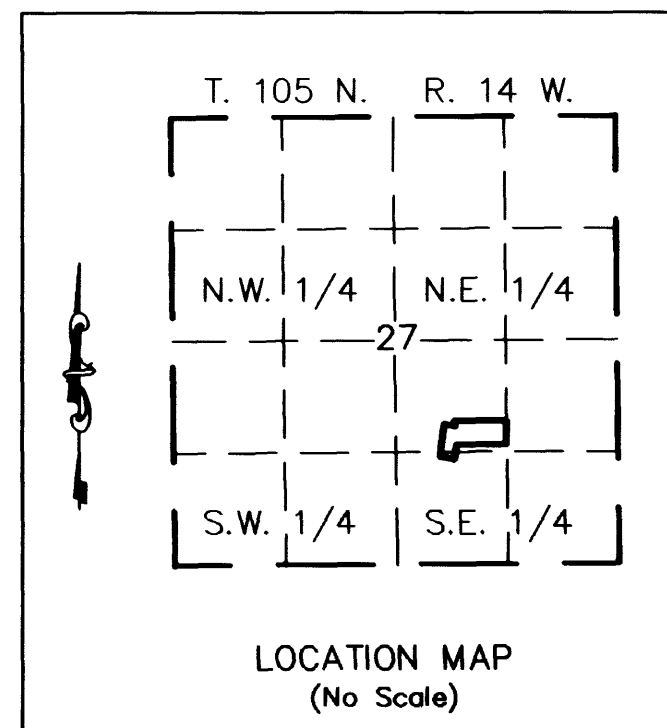 T. 105 N. R. 14 W.
N.W. 1/4 N.E. 1/4
27
S.W. 1/4 S.E. 1/4
LOCATION MAP
(No Scale)